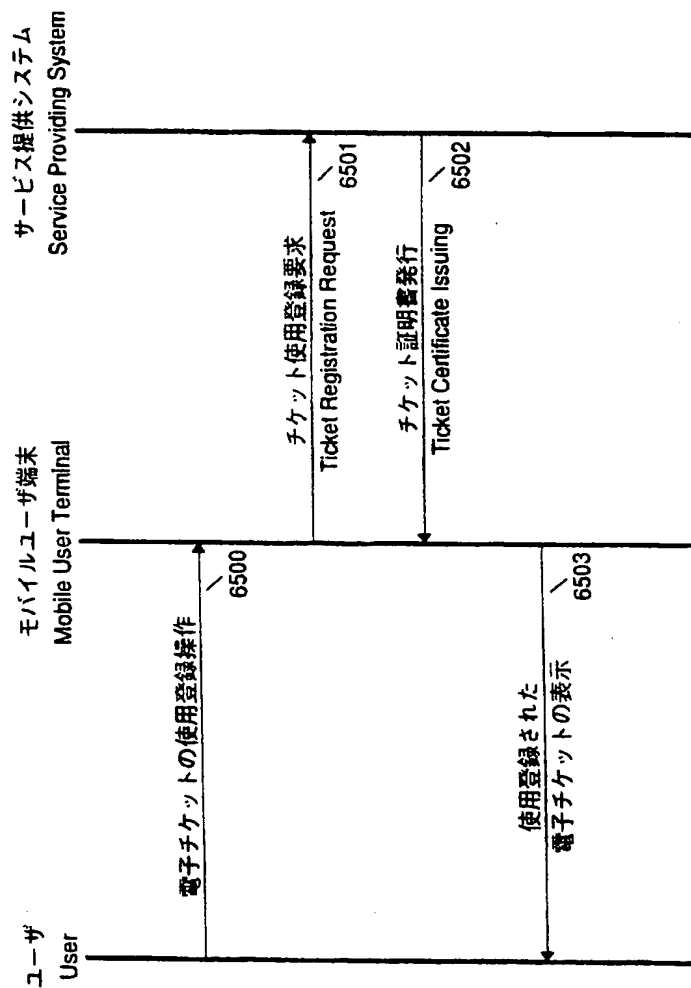 ユーザ
User
モバイルユーザ端末
Mobile User Terminal
サービス提供システム
Service Providing System
電子チケットの使用登録操作
6500
チケット使用登録要求
Ticket Registration Request
6501
チケット証明書発行
Ticket Certificate Issuing
6502
使用登録された
電子チケットの表示
6503